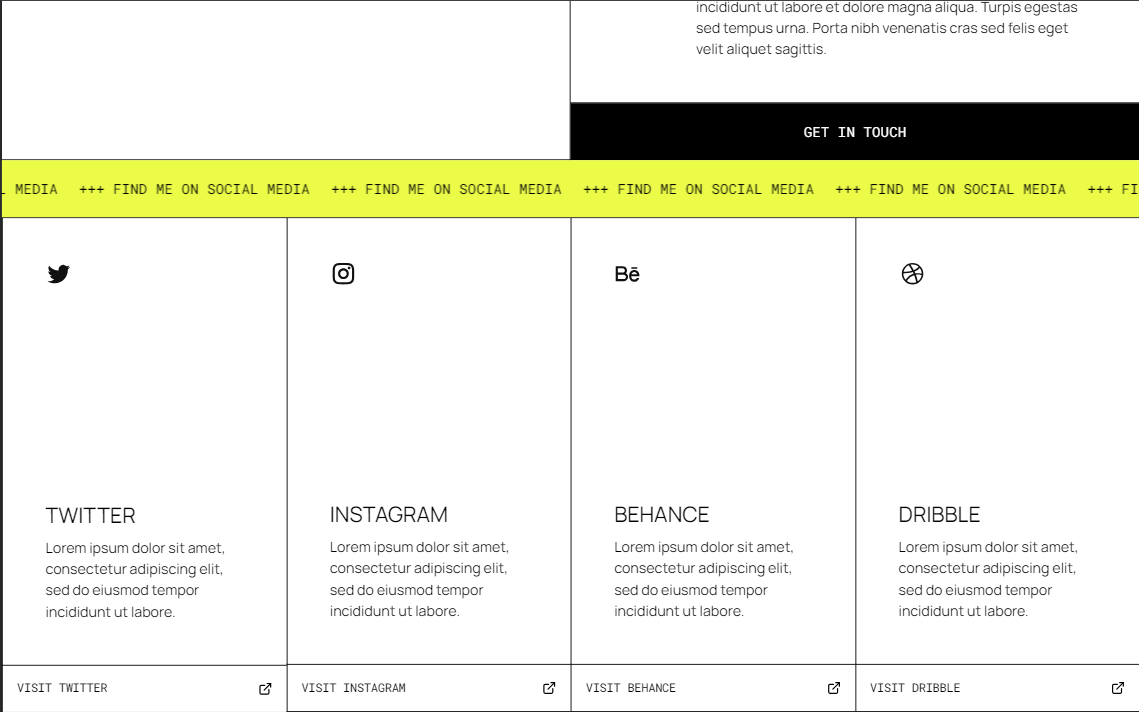 incididunt ut labore et dolore magna aliqua. Turpis egestas
sed tempus urna. Porta nibh venenatis cras sed felis eget
velit aliquet sagittis.
GET IN TOUCH
L MEDIA +++ FIND ME ON SOCIAL MEDIA +++ FIND ME ON SOCIAL MEDIA +++ FIND ME ON SOCIAL MEDIA +++ FIND ME ON SOCIAL MEDIA +++ FI
Bē
TWITTER
Lorem ipsum dolor sit amet,
consectetur adipiscing elit,
sed do eiusmod tempor
incididunt ut labore.
VISIT TWITTER
INSTAGRAM
Lorem ipsum dolor sit amet,
consectetur adipiscing elit,
sed do eiusmod tempor
incididunt ut labore.
VISIT INSTAGRAM
BEHANCE
Lorem ipsum dolor sit amet,
consectetur adipiscing elit,
sed do eiusmod tempor
incididunt ut labore.
VISIT BEHANCE
DRIBBLE
Lorem ipsum dolor sit amet,
consectetur adipiscing elit,
sed do eiusmod tempor
incididunt ut labore.
VISIT DRIBBLE